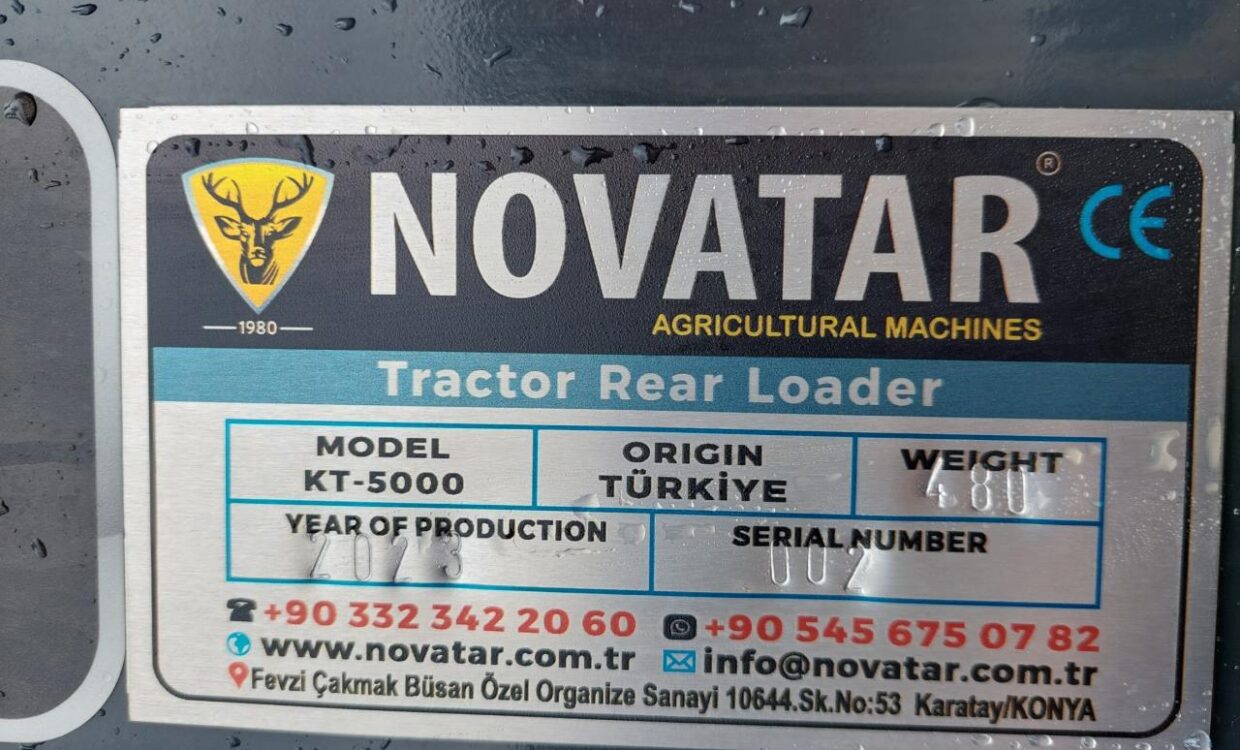 NOVATAR ®
CE
1980
AGRICULTURAL MACHINES
Tractor Rear Loader
MODEL
KT-5000
ORIGIN
TÜRKİYE
WEIGHT
480
YEAR OF PRODUCTION
2023
SERIAL NUMBER
002
+90 332 342 20 60 +90 545 675 07 82
www.novatar.com.tr info@novatar.com.tr
Fevzi Çakmak Büsan Özel Organize Sanayi 10644.Sk.No:53 Karatay/KONYA